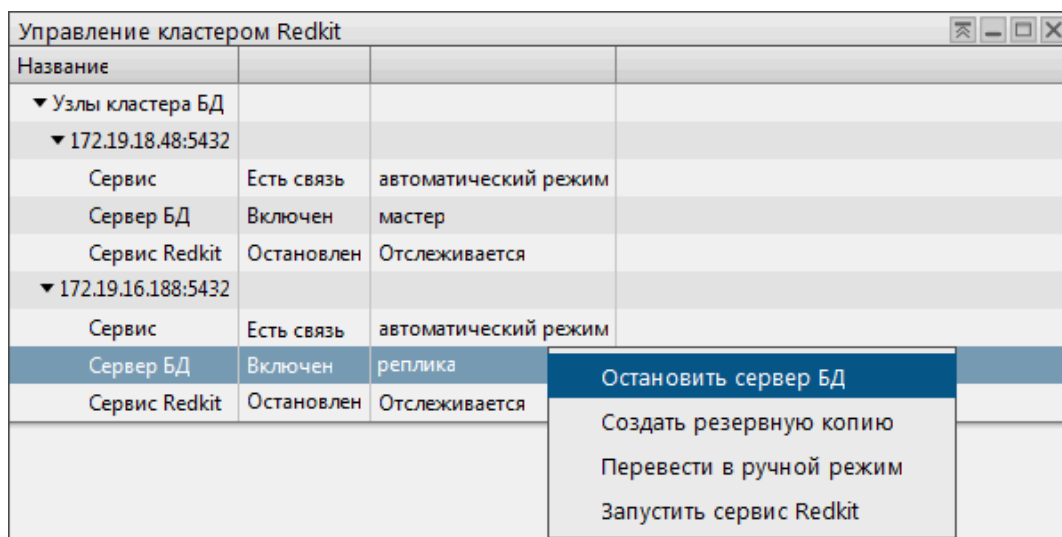 Управление кластером Redkit
Название
Узлы кластера БД
172.19.18.48:5432
Сервис Есть связь автоматический режим
Сервер БД Включен мастер
Сервис Redkit Остановлен Отслеживается
172.19.16.188:5432
Сервис Есть связь автоматический режим
Сервер БД Включен реплика
Сервис Redkit Остановлен Отслеживается
Остановить сервер БД
Создать резервную копию
Перевести в ручной режим
Запустить сервис Redkit